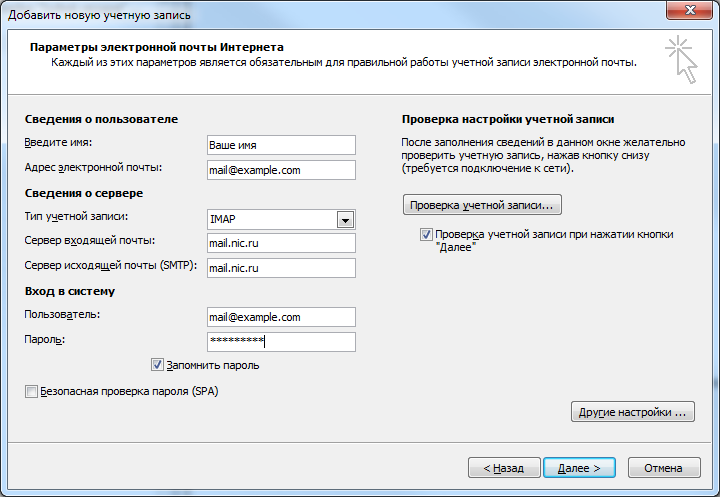 Добавить новую учетную запись
Параметры электронной почты Интернета
Каждый из этих параметров является обязательным для правильной работы учетной записи электронной почты.
Сведения о пользователе
Введите имя: Ваше имя
Адрес электронной почты: mail@example.com
Сведения о сервере
Тип учетной записи: IMAP
Сервер входящей почты: mail.nic.ru
Сервер исходящей почты (SMTP): mail.nic.ru
Вход в систему
Пользователь: mail@example.com
Пароль: *********
Запомнить пароль
Безопасная проверка пароля (SPA)
Проверка настройки учетной записи
После заполнения сведений в данном окне желательно
проверить учетную запись, нажав кнопку снизу
(требуется подключение к сети).
Проверка учетной записи...
Проверка учетной записи при нажатии кнопки
"Далее"
Другие настройки ...
< Назад
Далее >
Отмена